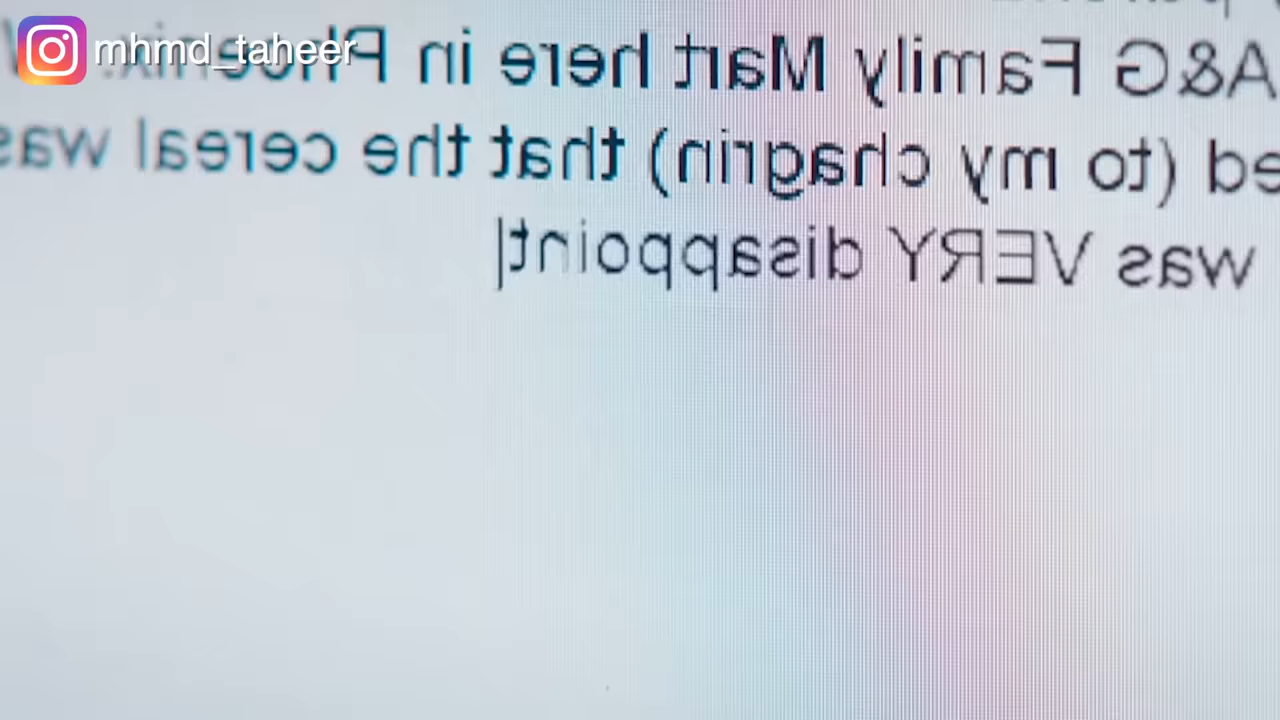 mhmd_taheer
A&G Family Mart here in Phoenix.
ed (to my chagrin) that the cereal was
was VERY disappoint